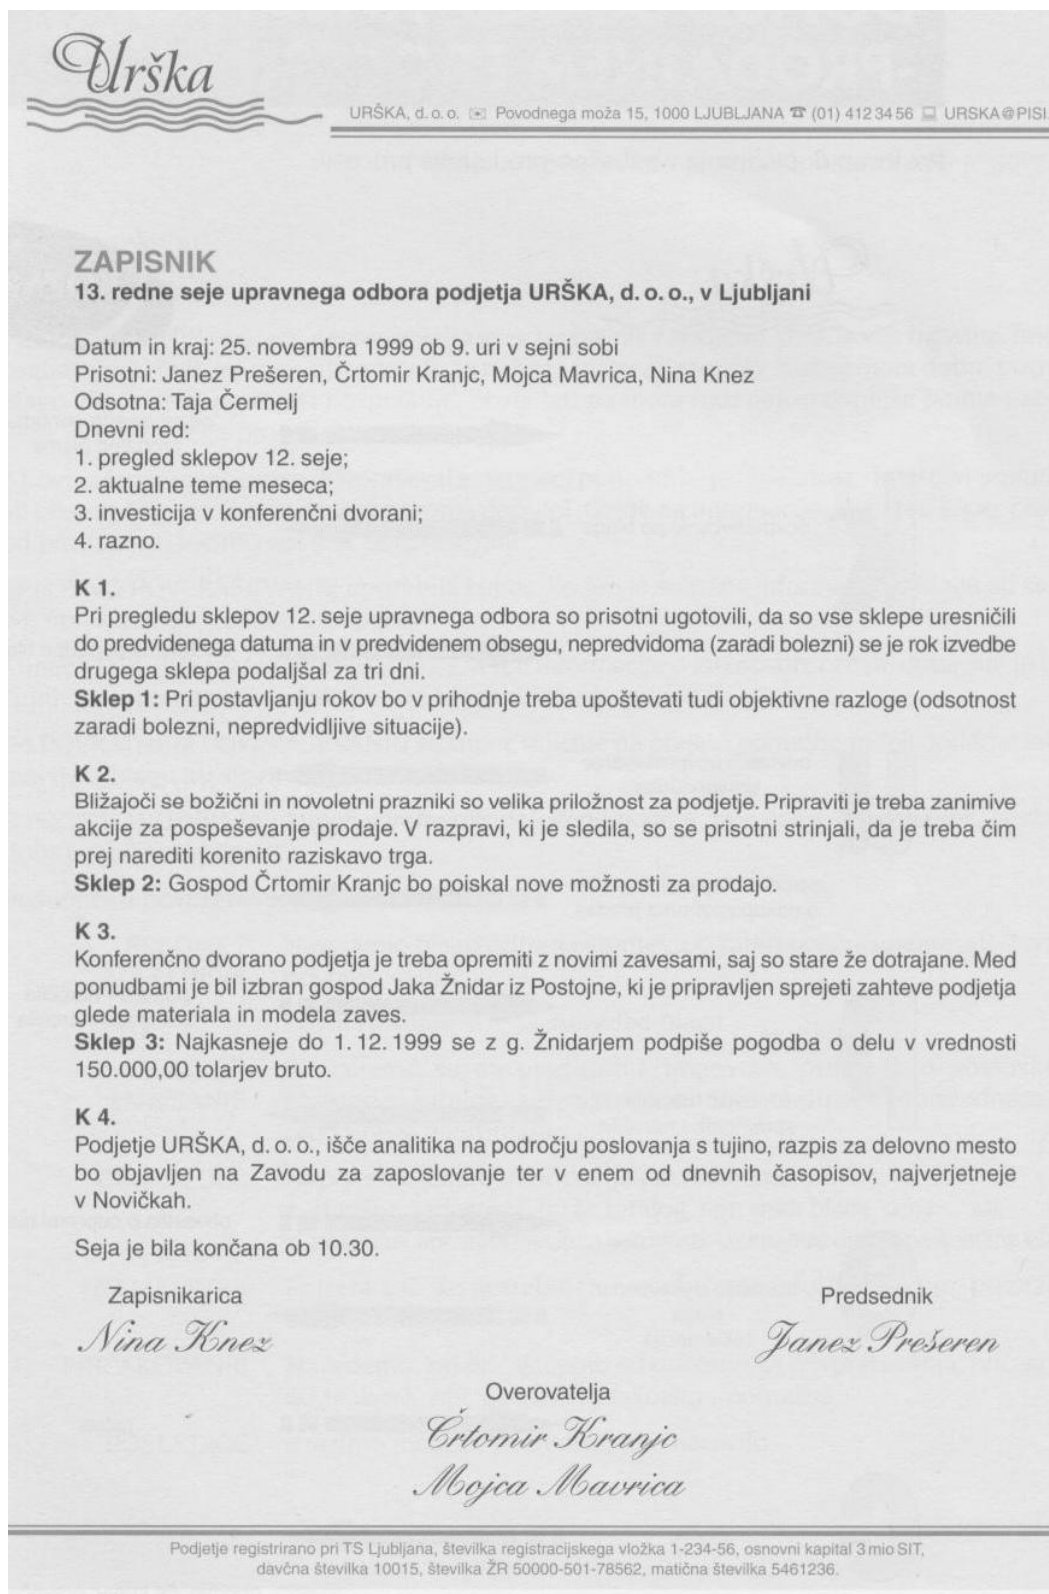 Urška
URŠKA, d. o. o. Povodnega moža 15, 1000 LJUBLJANA ☎ (01) 412 34 56 URSKA@PISI
ZAPISNIK
13. redne seje upravnega odbora podjetja URŠKA, d. o. o., v Ljubljani
Datum in kraj: 25. novembra 1999 ob 9. uri v sejni sobi
Prisotni: Janez Prešeren, Črtomir Kranjc, Mojca Mavrica, Nina Knez
Odsotna: Taja Čermelj
Dnevni red:
1. pregled sklepov 12. seje;
2. aktualne teme meseca;
3. investicija v konferenčni dvorani;
4. razno.
K 1.
Pri pregledu sklepov 12. seje upravnega odbora so prisotni ugotovili, da so vse sklepe uresničili
do predvidenega datuma in v predvidenem obsegu, nepredvidoma (zaradi bolezni) se je rok izvedbe
drugega sklepa podaljšal za tri dni.
Sklep 1: Pri postavljanju rokov bo v prihodnje treba upoštevati tudi objektivne razloge (odsotnost
zaradi bolezni, nepredvidljive situacije).
K 2.
Bližajoči se božični in novoletni prazniki so velika priložnost za podjetje. Pripraviti je treba zanimive
akcije za pospeševanje prodaje. V razpravi, ki je sledila, so se prisotni strinjali, da je treba čim
prej narediti korenito raziskavo trga.
Sklep 2: Gospod Črtomir Kranjc bo poiskal nove možnosti za prodajo.
K 3.
Konferenčno dvorano podjetja je treba opremiti z novimi zavesami, saj so stare že dotrajane. Med
ponudbami je bil izbran gospod Jaka Žnidar iz Postojne, ki je pripravljen sprejeti zahteve podjetja
glede materiala in modela zaves.
Sklep 3: Najkasneje do 1. 12. 1999 se z g. Žnidarjem podpiše pogodba o delu v vrednosti
150.000,00 tolarjev bruto.
K 4.
Podjetje URŠKA, d. o. o., išče analitika na področju poslovanja s tujino, razpis za delovno mesto
bo objavljen na Zavodu za zaposlovanje ter v enem od dnevnih časopisov, najverjetneje
v Novičkah.
Seja je bila končana ob 10.30.
Zapisnikarica Predsednik
Nina Knez Janez Prešeren
Overovatelja
Črtomir Kranjc
Mojca Mavrica
Podjetje registrirano pri TS Ljubljana, številka registracijskega vložka 1-234-56, osnovni kapital 3 mio SIT,
davčna številka 10015, številka ŽR 50000-501-78562, matična številka 5461236.